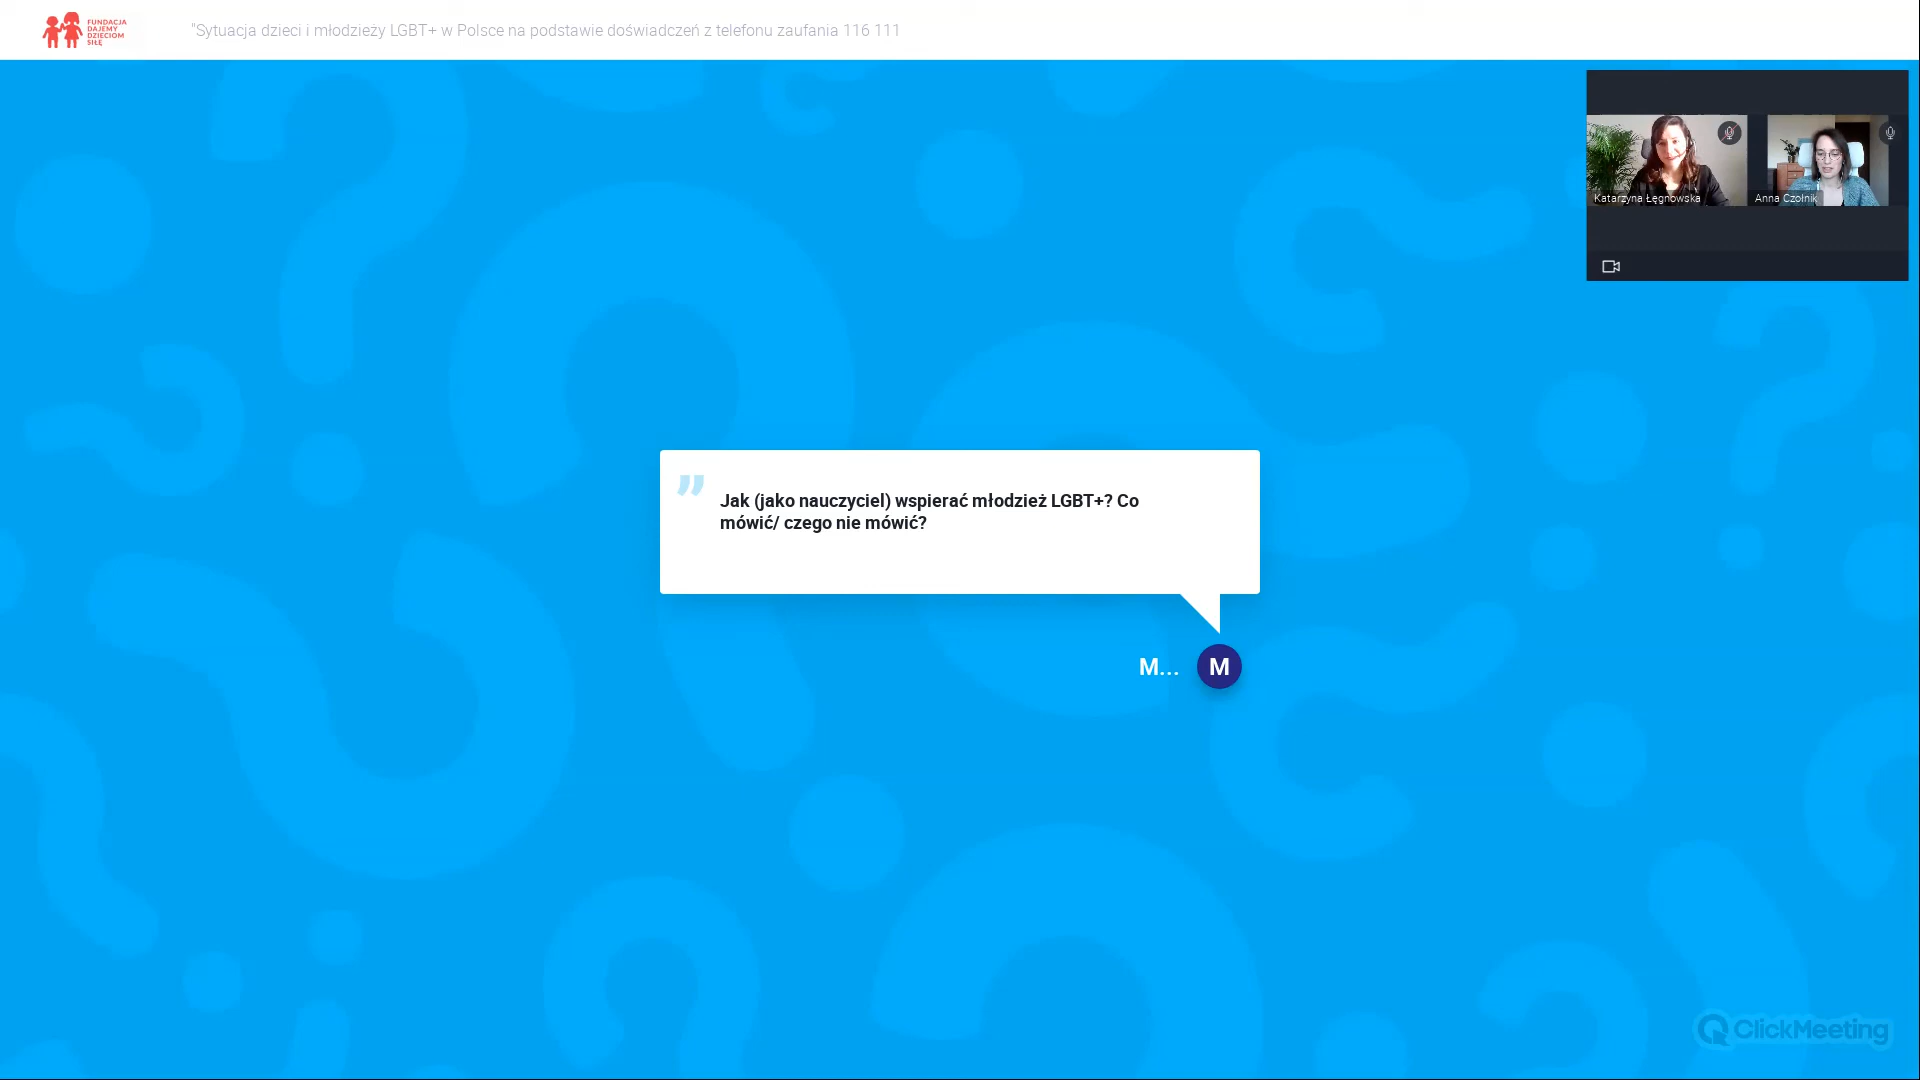 FUNDACJA
DAJEMY
DZIECIOM
SIŁĘ
"Sytuacja dzieci i młodzieży LGBT+ w Polsce na podstawie doświadczeń z telefonu zaufania 116 111
Katarzyna Łęgnowska
Anna Czołnik
Jak (jako nauczyciel) wspierać młodzież LGBT+? Co
mówić/ czego nie mówić?
M... M
ClickMeeting